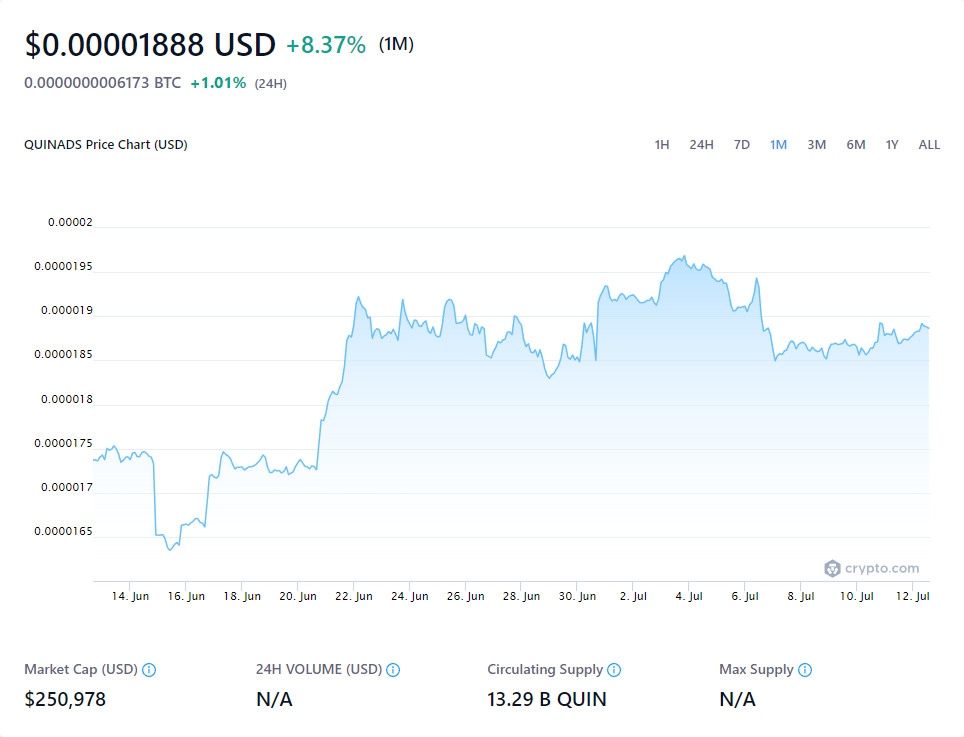 $0.00001888 USD +8.37% (1M)
0.0000000006173 BTC +1.01% (24H)
QUINADS Price Chart (USD) 1H 24H 7D 1M 3M 6M 1Y ALL
0.00002
0.0000195
0.000019
0.0000185
0.000018
0.0000175
0.000017
0.0000165
crypto.com
14. Jun 16. Jun 18. Jun 20. Jun 22. Jun 24. Jun 26. Jun 28. Jun 30. Jun 2. Jul 4. Jul 6. Jul 8. Jul 10. Jul 12. Jul
Market Cap (USD) 24H VOLUME (USD) Circulating Supply Max Supply
$250,978 N/A 13.29 B QUIN N/A